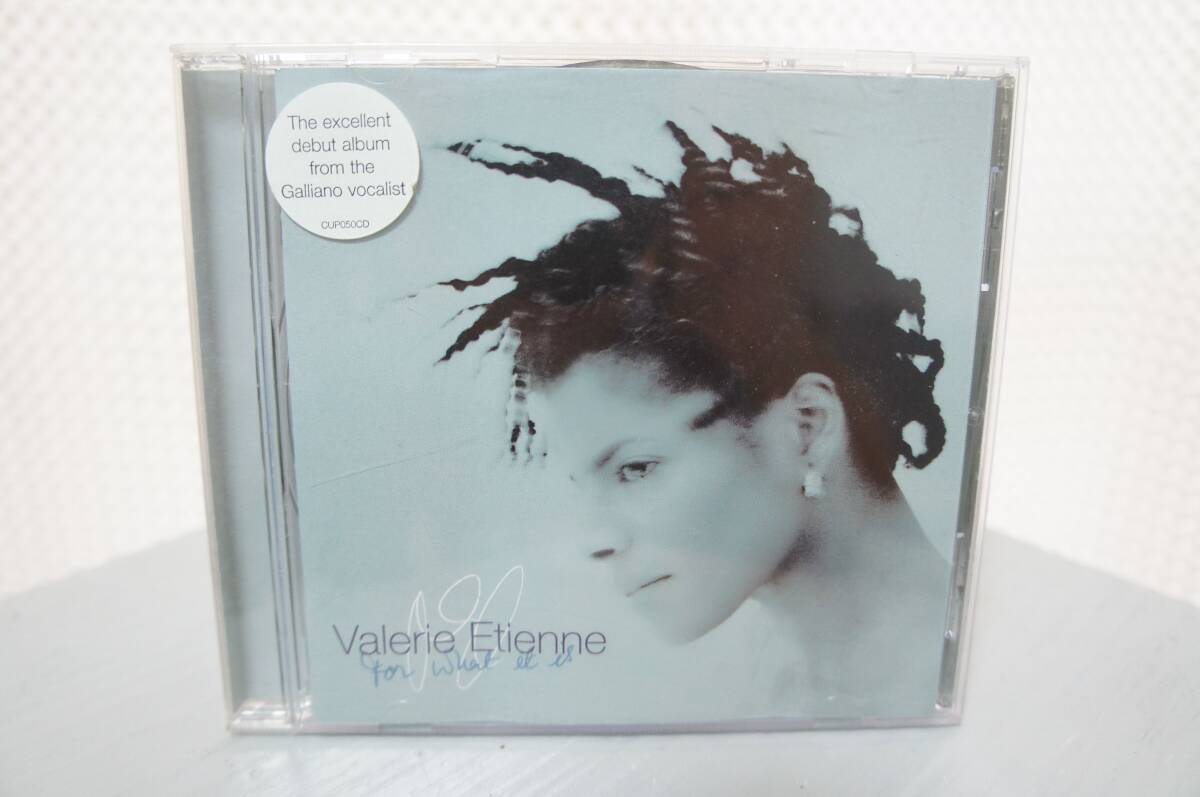 The excellent
debut album
from the
Galliano vocalist
CUP050CD
Valerie Etienne
for what it is